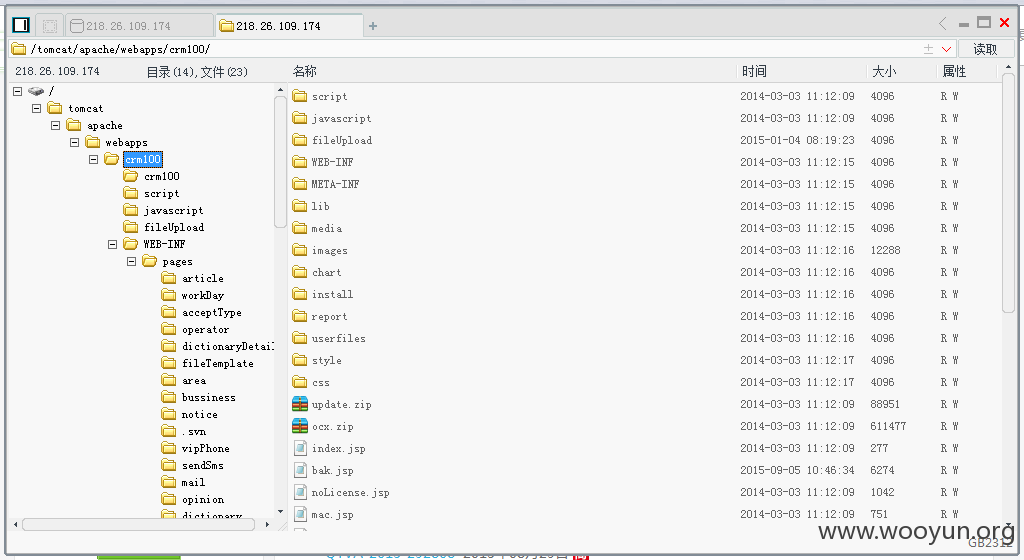 218.26.109.174
218.26.109.174
/tomcat/apache/webapps/crm100/
读取
218.26.109.174 目录(14),文件(23)
名称 时间 大小 属性
/
tomcat
apache
webapps
crm100
crm100
script
javascript
fileUpload
WEB-INF
pages
article
workDay
acceptType
operator
dictionaryDetail
fileTemplate
area
bussiness
notice
.svn
vipPhone
sendSms
mail
opinion
dictionary
script 2014-03-03 11:12:09 4096 R W
javascript 2014-03-03 11:12:09 4096 R W
fileUpload 2015-01-04 08:19:23 4096 R W
WEB-INF 2014-03-03 11:12:15 4096 R W
META-INF 2014-03-03 11:12:15 4096 R W
lib 2014-03-03 11:12:15 4096 R W
media 2014-03-03 11:12:15 4096 R W
images 2014-03-03 11:12:16 12288 R W
chart 2014-03-03 11:12:16 4096 R W
install 2014-03-03 11:12:16 4096 R W
report 2014-03-03 11:12:16 4096 R W
userfiles 2014-03-03 11:12:16 4096 R W
style 2014-03-03 11:12:17 4096 R W
css 2014-03-03 11:12:17 4096 R W
update.zip 2014-03-03 11:12:09 88951 R W
ocx.zip 2014-03-03 11:12:09 611477 R W
index.jsp 2014-03-03 11:12:09 277 R W
bak.jsp 2015-09-05 10:46:34 6274 R W
noLicense.jsp 2014-03-03 11:12:09 1042 R W
mac.jsp 2014-03-03 11:12:09 751 R W
www.wooyun.org
GB2312